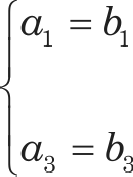 a₁ = b₁
a₃ = b₃